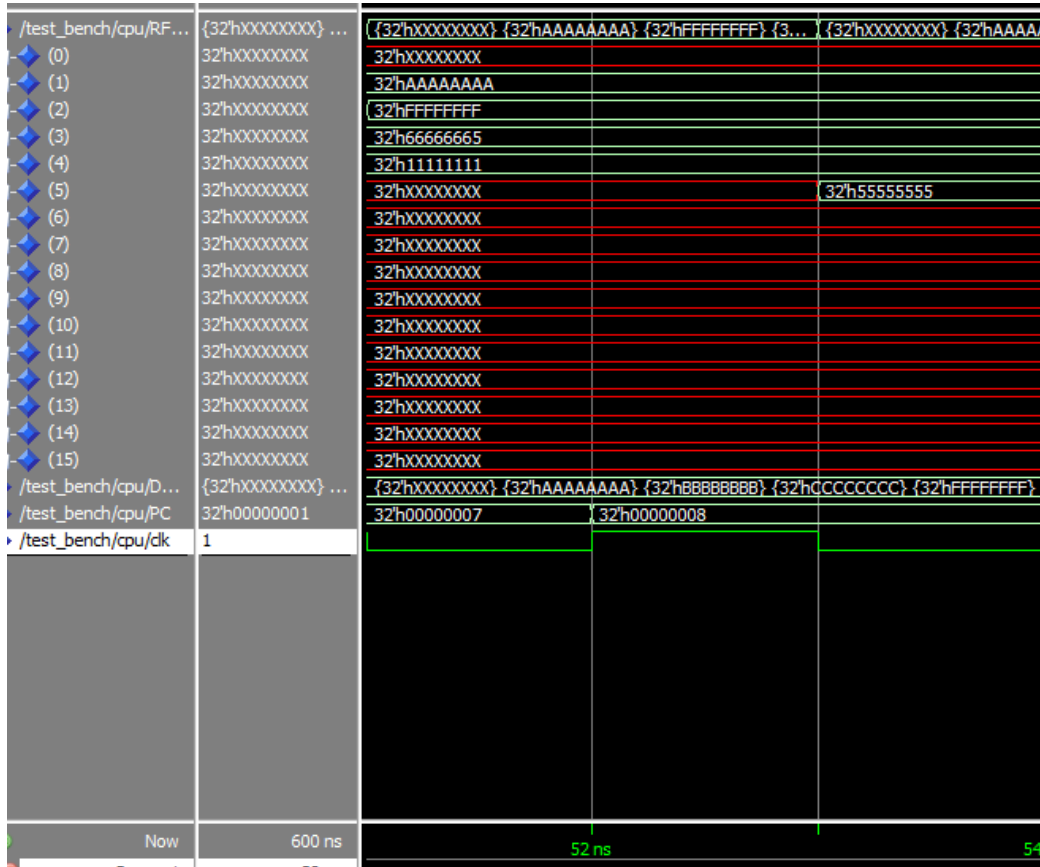 /test_bench/cpu/RF... {32'hXXXXXXXX} ... {32'hXXXXXXXX} {32'hAAAAAAAA} {32'hFFFFFFFF} {3... {32'hXXXXXXXX} {32'hAAAAA
(0) 32'hXXXXXXXX 32'hXXXXXXXX
(1) 32'hXXXXXXXX 32'hAAAAAAAA
(2) 32'hXXXXXXXX 32'hFFFFFFFF
(3) 32'hXXXXXXXX 32'h66666665
(4) 32'hXXXXXXXX 32'h11111111
(5) 32'hXXXXXXXX 32'hXXXXXXXX 32'h55555555
(6) 32'hXXXXXXXX 32'hXXXXXXXX
(7) 32'hXXXXXXXX 32'hXXXXXXXX
(8) 32'hXXXXXXXX 32'hXXXXXXXX
(9) 32'hXXXXXXXX 32'hXXXXXXXX
(10) 32'hXXXXXXXX 32'hXXXXXXXX
(11) 32'hXXXXXXXX 32'hXXXXXXXX
(12) 32'hXXXXXXXX 32'hXXXXXXXX
(13) 32'hXXXXXXXX 32'hXXXXXXXX
(14) 32'hXXXXXXXX 32'hXXXXXXXX
(15) 32'hXXXXXXXX 32'hXXXXXXXX
/test_bench/cpu/D... {32'hXXXXXXXX} ... {32'hXXXXXXXX} {32'hAAAAAAAA} {32'hBBBBBBBB} {32'hCCCCCCCC} {32'hFFFFFFFF}
/test_bench/cpu/PC 32'h00000001 32'h00000007 32'h00000008
/test_bench/cpu/clk 1
Now 600 ns 52 ns 54